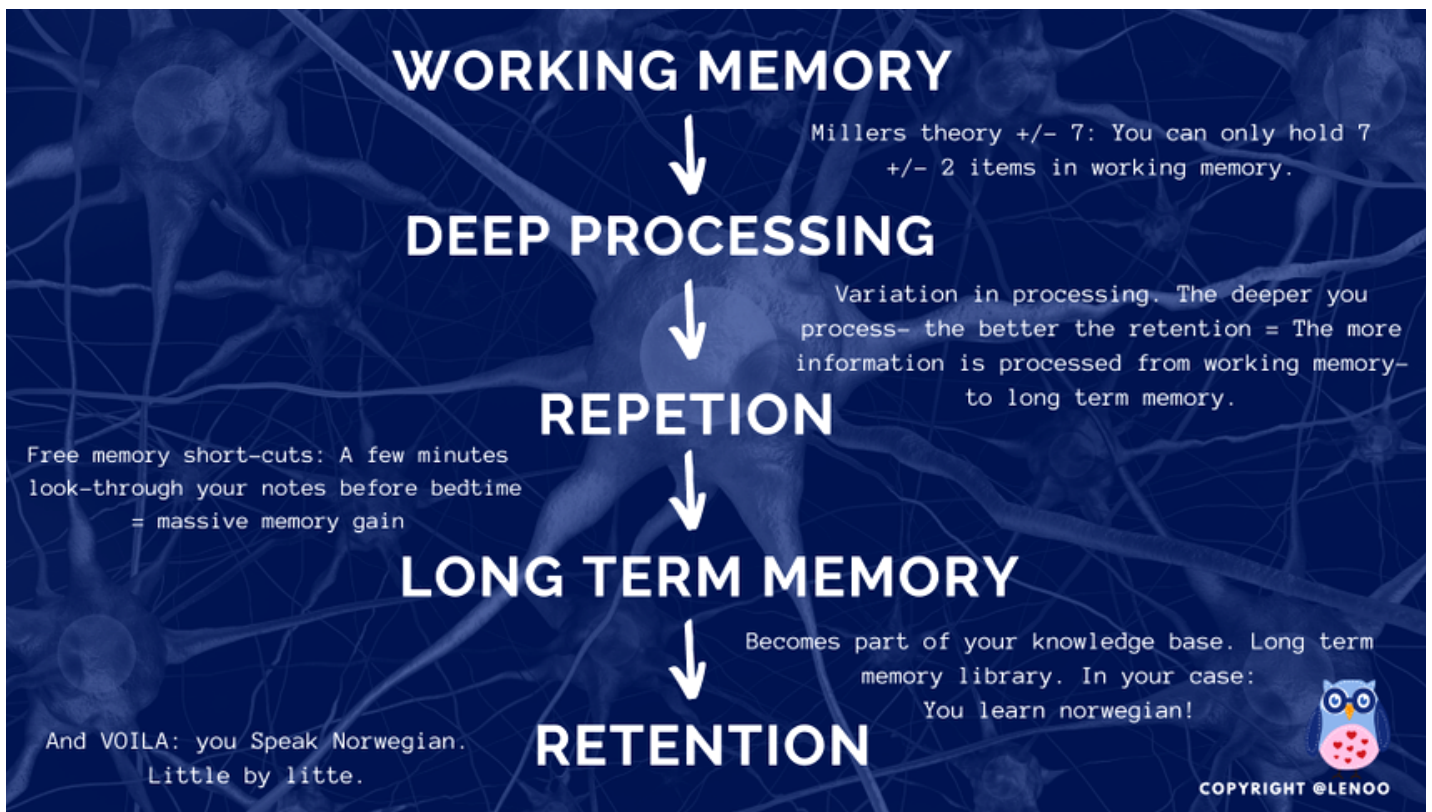 WORKING MEMORY
Millers theory +/- 7: You can only hold 7
+/- 2 items in working memory.
DEEP PROCESSING
Variation in processing. The deeper you
process- the better the retention = The more
information is processed from working memory-
to long term memory.
REPETION
Free memory short-cuts: A few minutes
look-through your notes before bedtime
= massive memory gain
LONG TERM MEMORY
Becomes part of your knowledge base. Long term
memory library. In your case:
You learn norwegian!
RETENTION
And VOILA: you Speak Norwegian.
Little by litte.
COPYRIGHT @LENOO